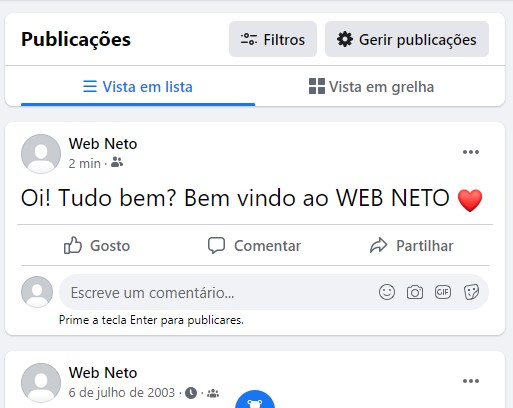 Publicações
Filtros
Gerir publicações
Vista em lista
Vista em grelha
Web Neto
2 min ·
Oi! Tudo bem? Bem vindo ao WEB NETO ❤️
Gosto
Comentar
Partilhar
Escreve um comentário...
GIF
Prime a tecla Enter para publicares.
Web Neto
6 de julho de 2003 · ·